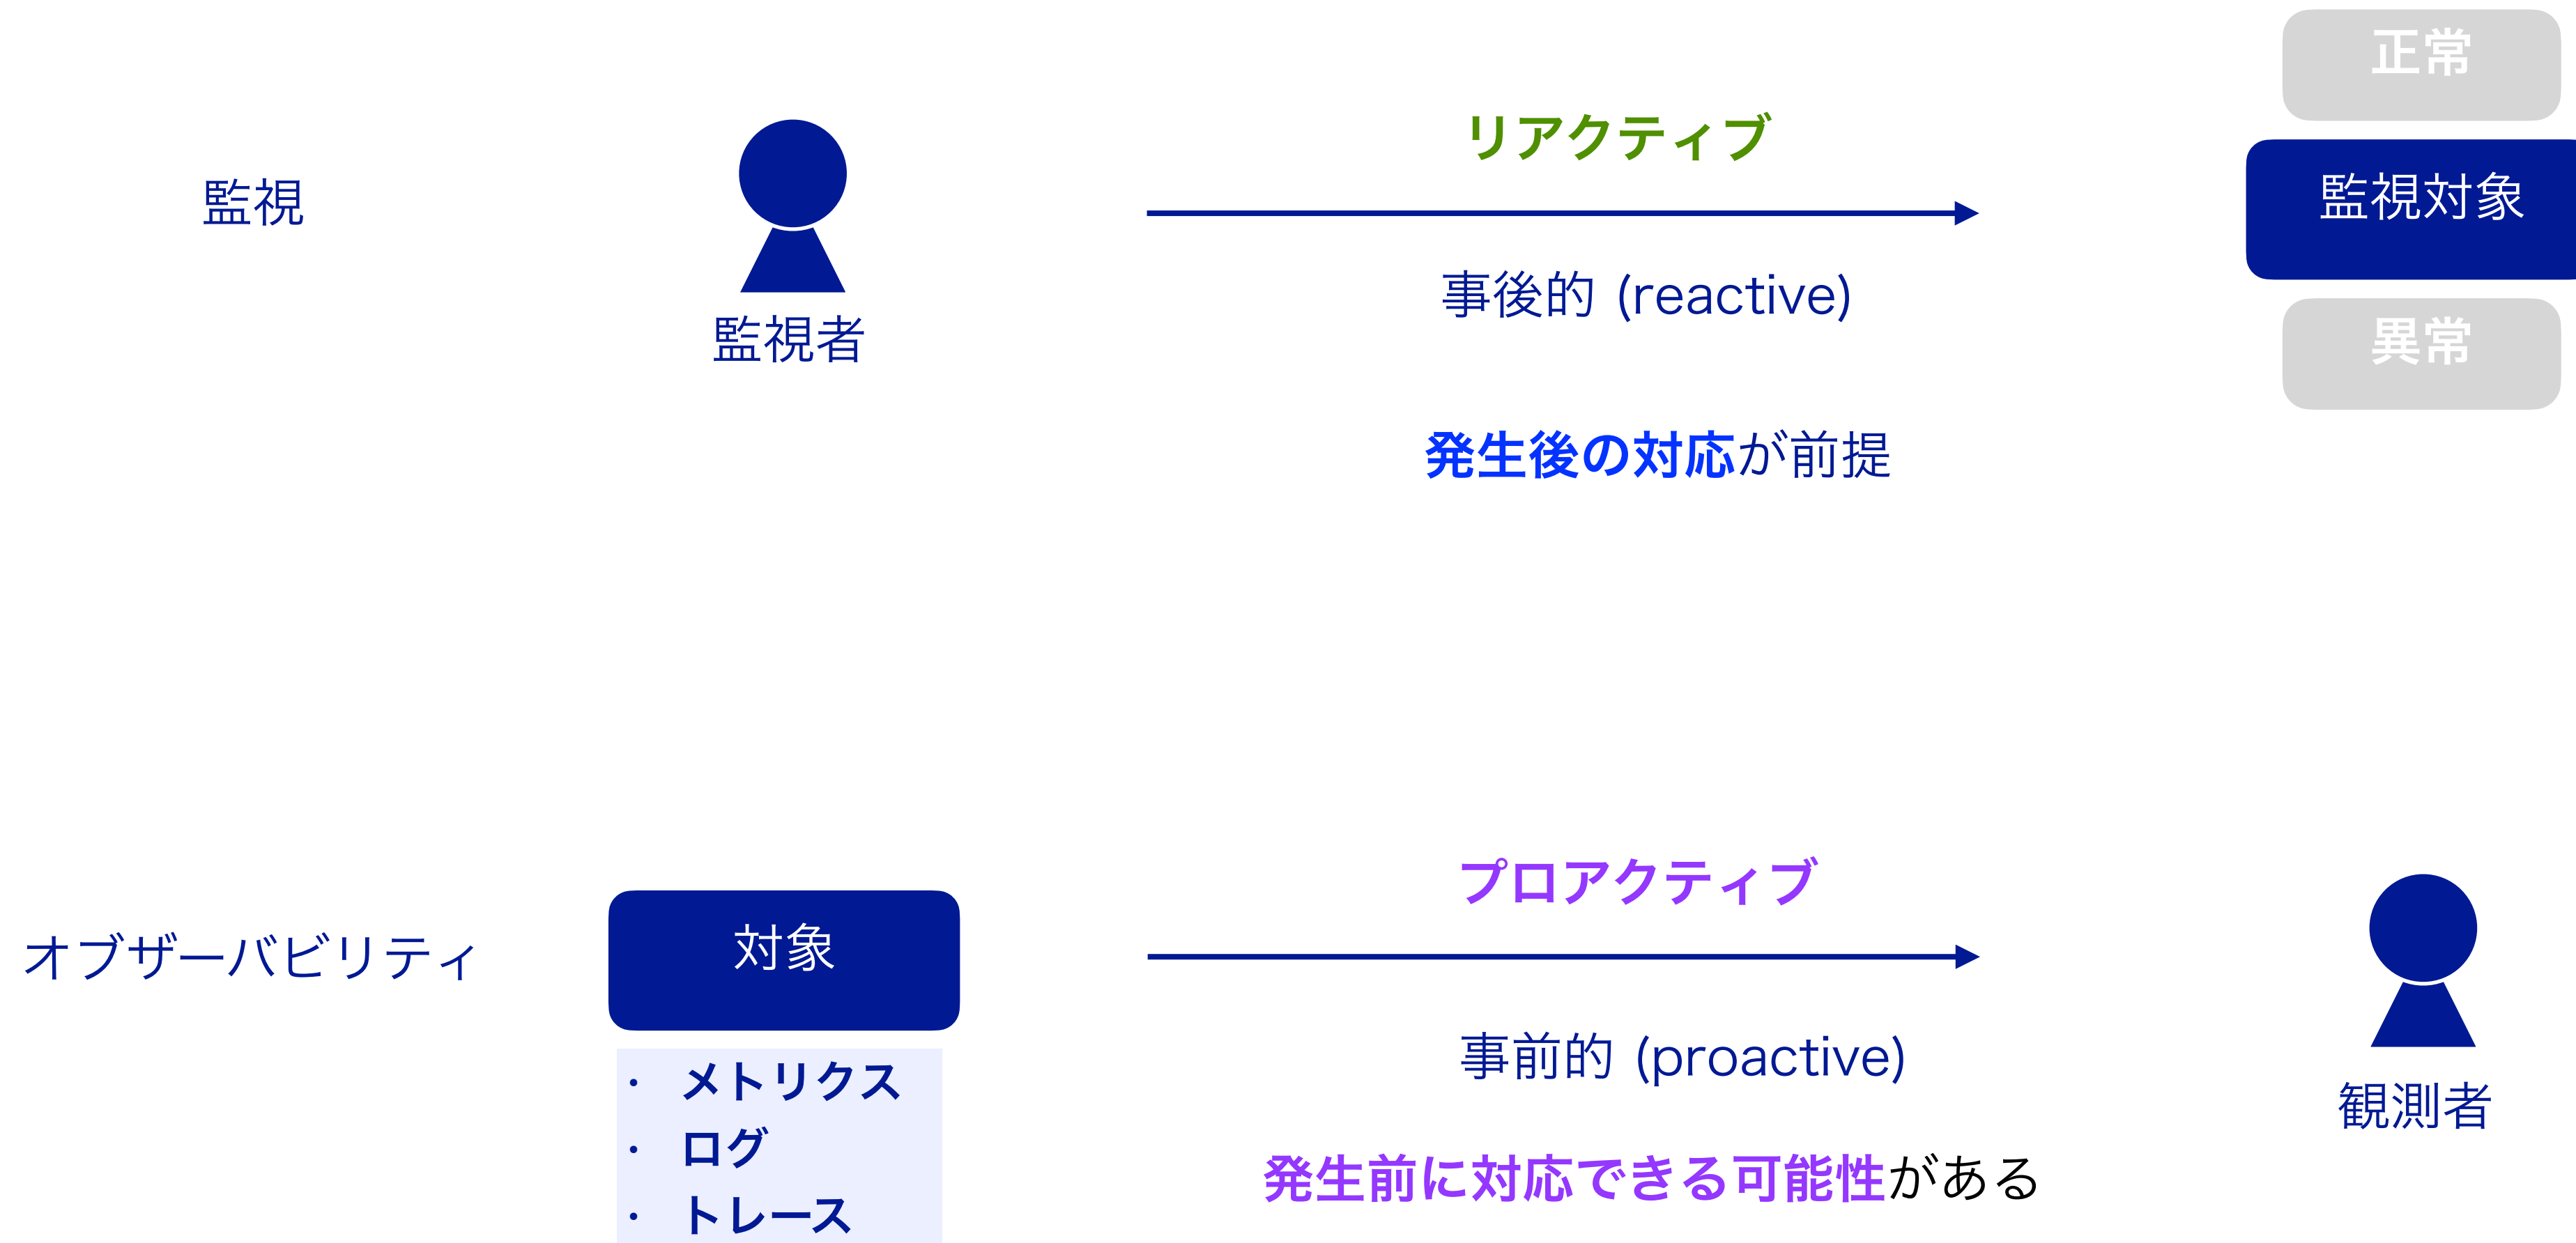 監視
監視者
リアクティブ
事後的 (reactive)
発生後の対応が前提
正常
監視対象
異常
オブザーバビリティ
対象
・ メトリクス
・ ログ
・ トレース
プロアクティブ
事前的 (proactive)
発生前に対応できる可能性がある
観測者